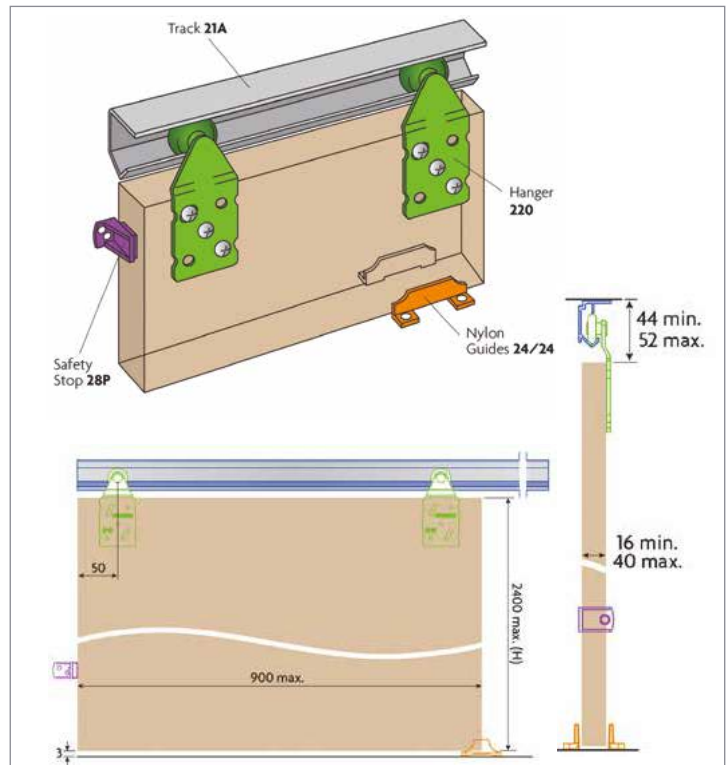 Track 21A
Hanger
220
Nylon
Guides 24/24
Safety
Stop 28P
44 min.
52 max.
16 min.
40 max.
50
2400 max. (H)
900 max.
3